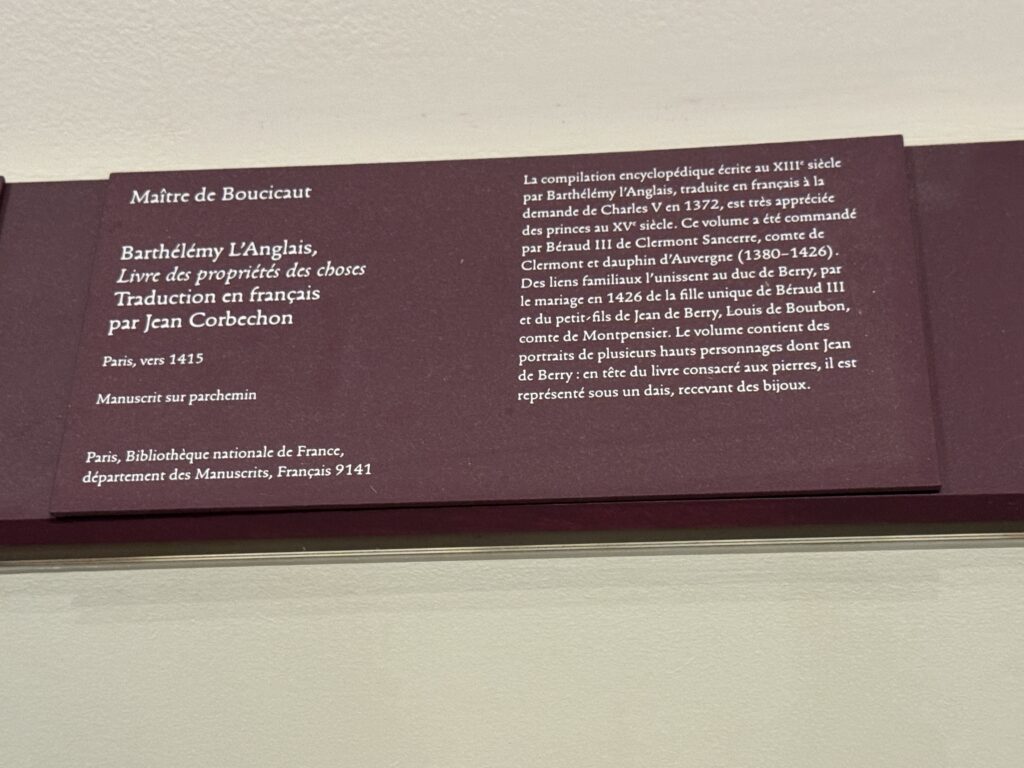 Maître de Boucicaut
Barthélémy L'Anglais,
Livre des propriétés des choses
Traduction en français
par Jean Corbechon
Paris, vers 1415
Manuscrit sur parchemin
Paris, Bibliothèque nationale de France,
département des Manuscrits, Français 9141
La compilation encyclopédique écrite au XIIIe siècle
par Barthélémy l'Anglais, traduite en français à la
demande de Charles V en 1372, est très appréciée
des princes au XVe siècle. Ce volume a été commandé
par Béraud III de Clermont Sancerre, comte de
Clermont et dauphin d'Auvergne (1380–1426).
Des liens familiaux l'unissent au duc de Berry, par
le mariage en 1426 de la fille unique de Béraud III
et du petit-fils de Jean de Berry, Louis de Bourbon,
comte de Montpensier. Le volume contient des
portraits de plusieurs hauts personnages dont Jean
de Berry : en tête du livre consacré aux pierres, il est
représenté sous un dais, recevant des bijoux.